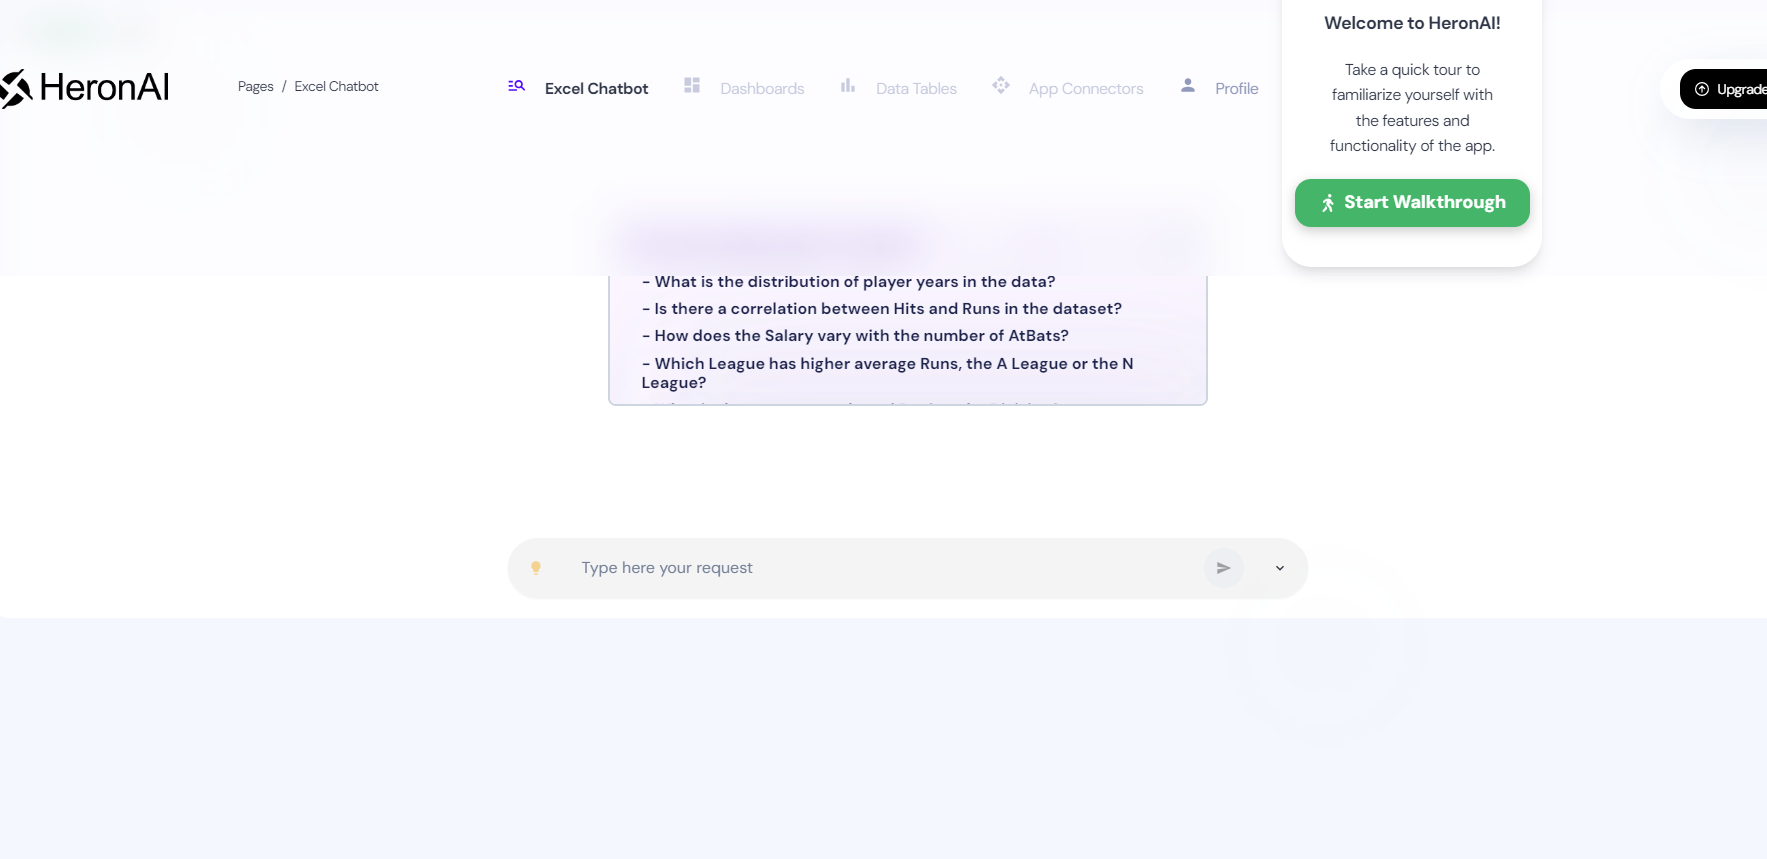 HeronAI
Pages / Excel Chatbot
Excel Chatbot
Dashboards
Data Tables
App Connectors
Profile
Welcome to HeronAI!
Take a quick tour to
familiarize yourself with
the features and
functionality of the app.
Start Walkthrough
Upgrade
- What is the distribution of player years in the data?
- Is there a correlation between Hits and Runs in the dataset?
- How does the Salary vary with the number of AtBats?
- Which League has higher average Runs, the A League or the N
League?
Type here your request